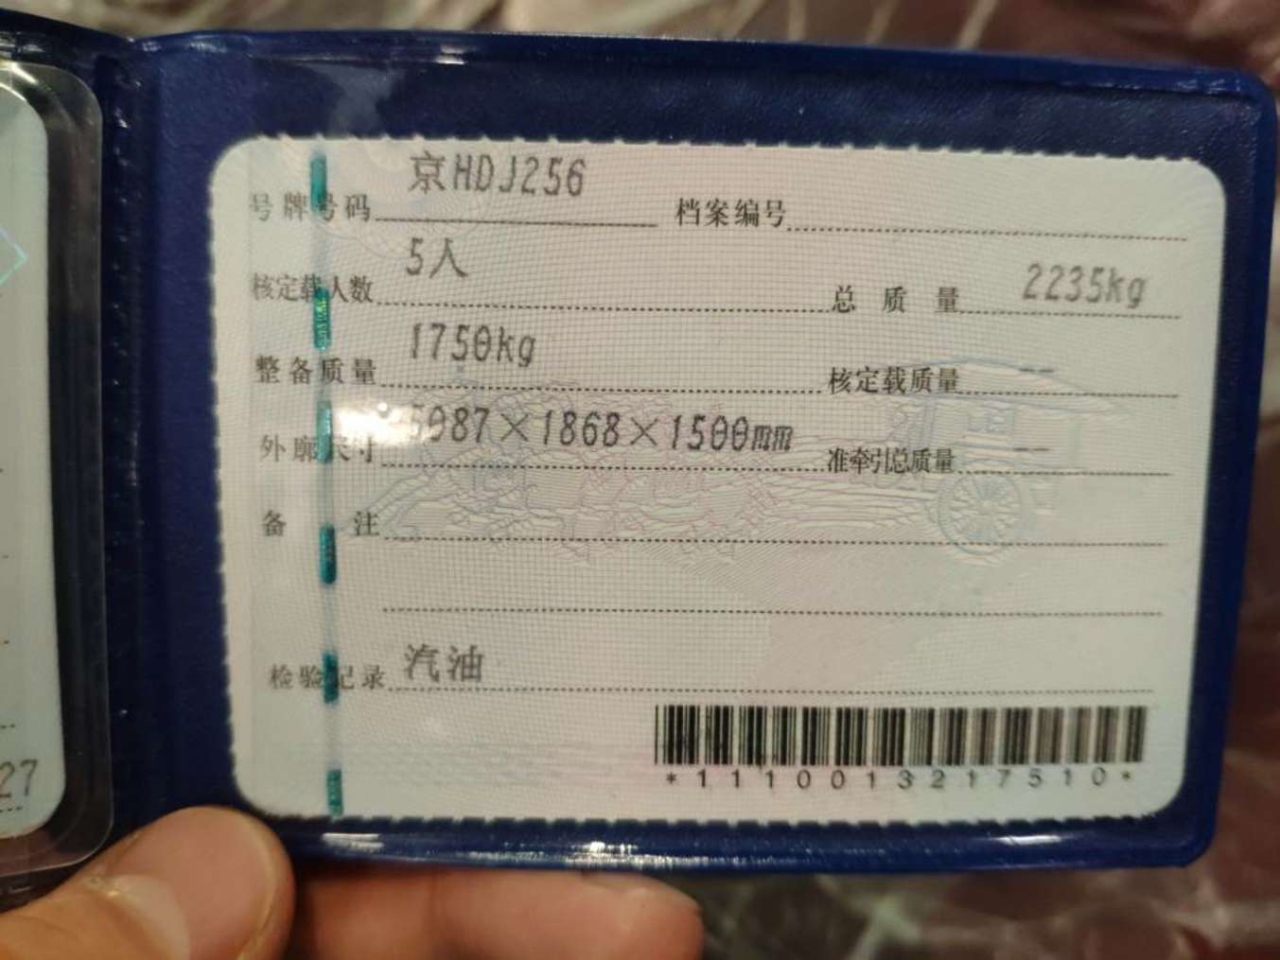 号牌号码 京HDJ256 档案编号
核定载人数 5人 总质量 2235kg
整备质量 1750kg 核定载质量 --
外廓尺寸 5087×1868×1500mm 准牵引总质量 --
备注
检验记录 汽油
*1110013217510*
27